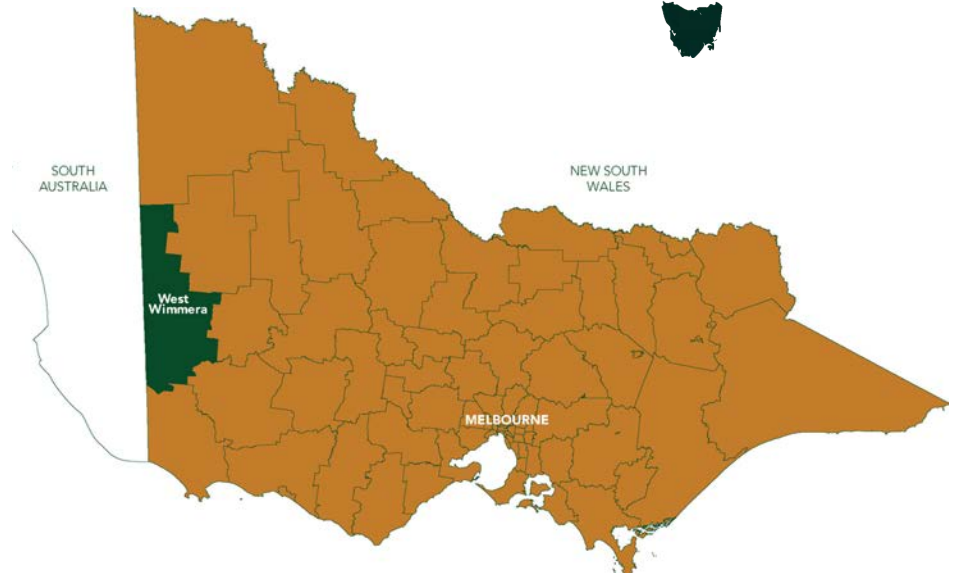 SOUTH
AUSTRALIA
NEW SOUTH
WALES
West
Wimmera
MELBOURNE